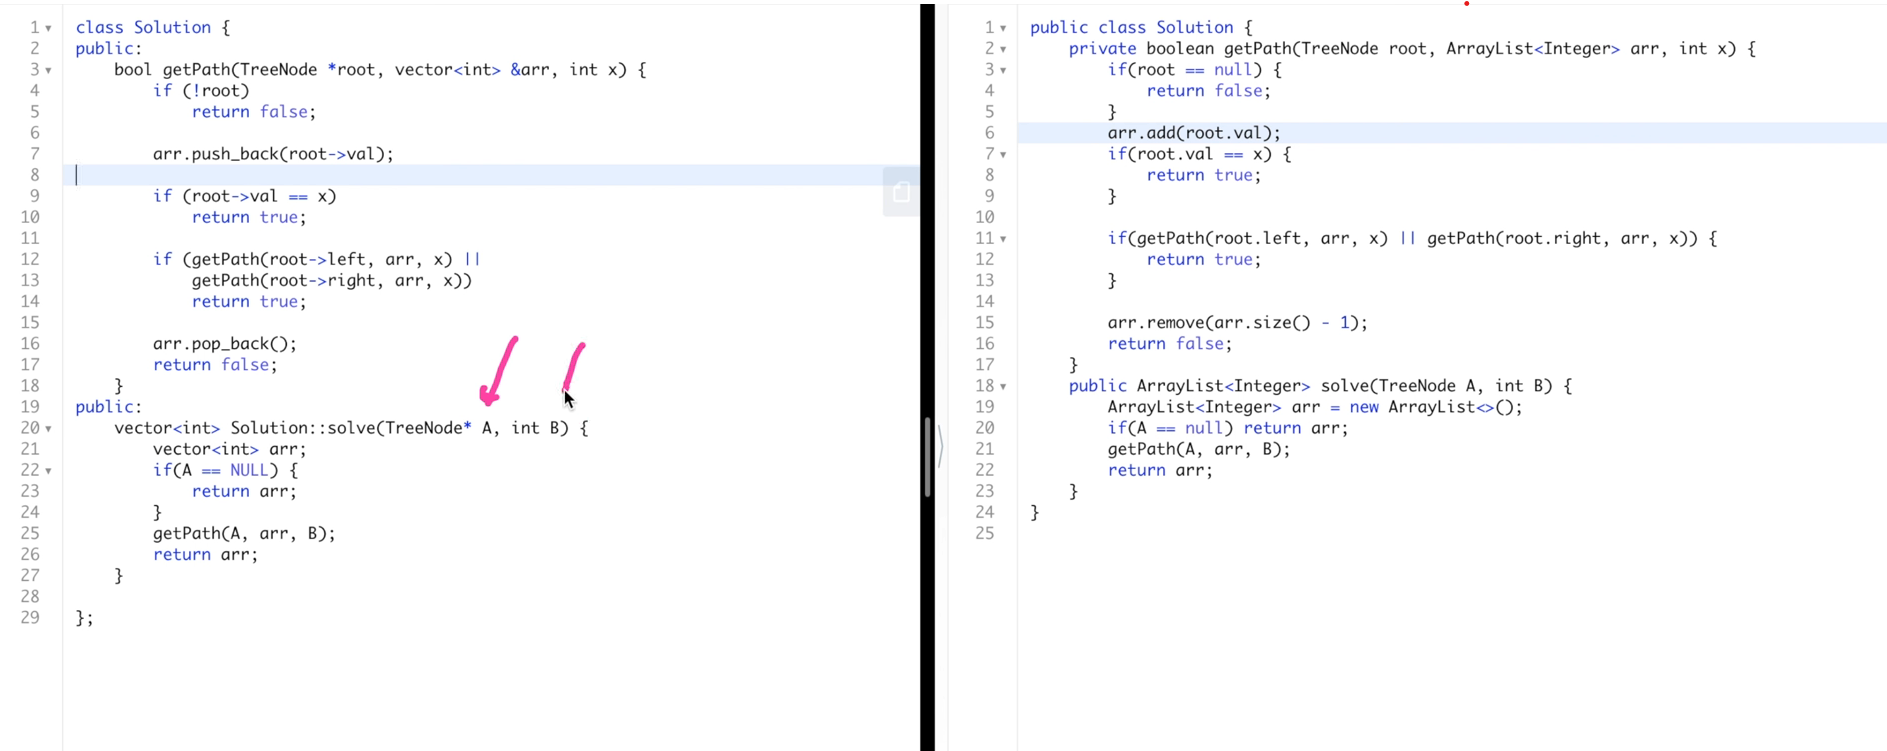 1 class Solution {
2 public:
3     bool getPath(TreeNode *root, vector<int> &arr, int x) {
4         if (!root)
5             return false;
6
7         arr.push_back(root->val);
8
9         if (root->val == x)
10             return true;
11
12         if (getPath(root->left, arr, x) ||
13             getPath(root->right, arr, x))
14             return true;
15
16         arr.pop_back();
17         return false;
18     }
19 public:
20     vector<int> Solution::solve(TreeNode* A, int B) {
21         vector<int> arr;
22         if(A == NULL) {
23             return arr;
24         }
25         getPath(A, arr, B);
26         return arr;
27     }
28
29 };
1 public class Solution {
2     private boolean getPath(TreeNode root, ArrayList<Integer> arr, int x) {
3         if(root == null) {
4             return false;
5         }
6         arr.add(root.val);
7         if(root.val == x) {
8             return true;
9         }
10
11         if(getPath(root.left, arr, x) || getPath(root.right, arr, x)) {
12             return true;
13         }
14
15         arr.remove(arr.size() - 1);
16         return false;
17     }
18     public ArrayList<Integer> solve(TreeNode A, int B) {
19         ArrayList<Integer> arr = new ArrayList<>();
20         if(A == null) return arr;
21         getPath(A, arr, B);
22         return arr;
23     }
24 }
25